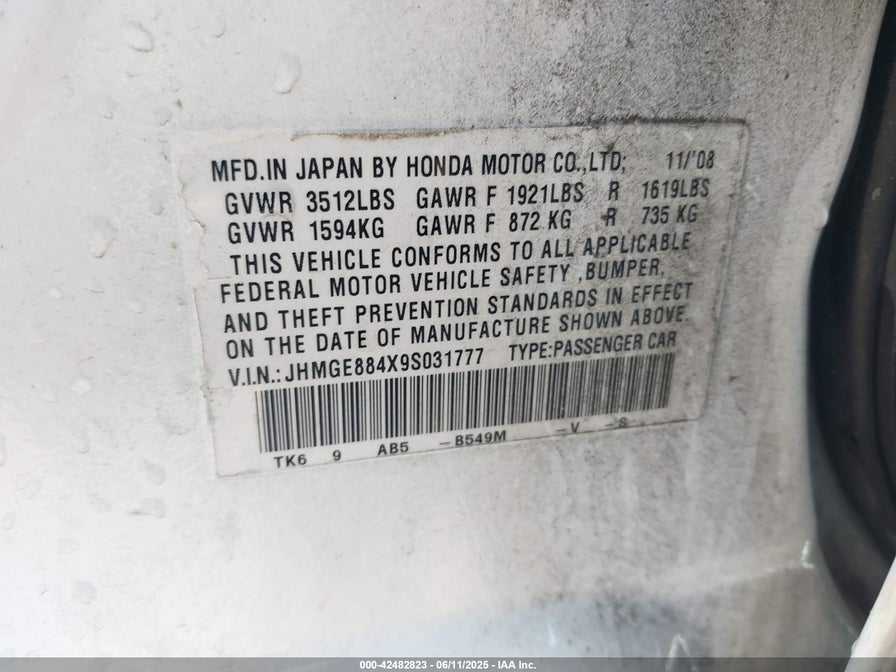 MFD.IN JAPAN BY HONDA MOTOR CO.,LTD; 11/'08
GVWR 3512LBS GAWR F 1921LBS R 1619LBS
GVWR 1594KG GAWR F 872 KG R 735 KG
THIS VEHICLE CONFORMS TO ALL APPLICABLE
FEDERAL MOTOR VEHICLE SAFETY ,BUMPER,
AND THEFT PREVENTION STANDARDS IN EFFECT
ON THE DATE OF MANUFACTURE SHOWN ABOVE.
V.I.N.: JHMGE884X9S031777 TYPE:PASSENGER CAR
TK6 9 AB5 -B549M -V -S
000-42482823 - 06/11/2025 - IAA Inc.